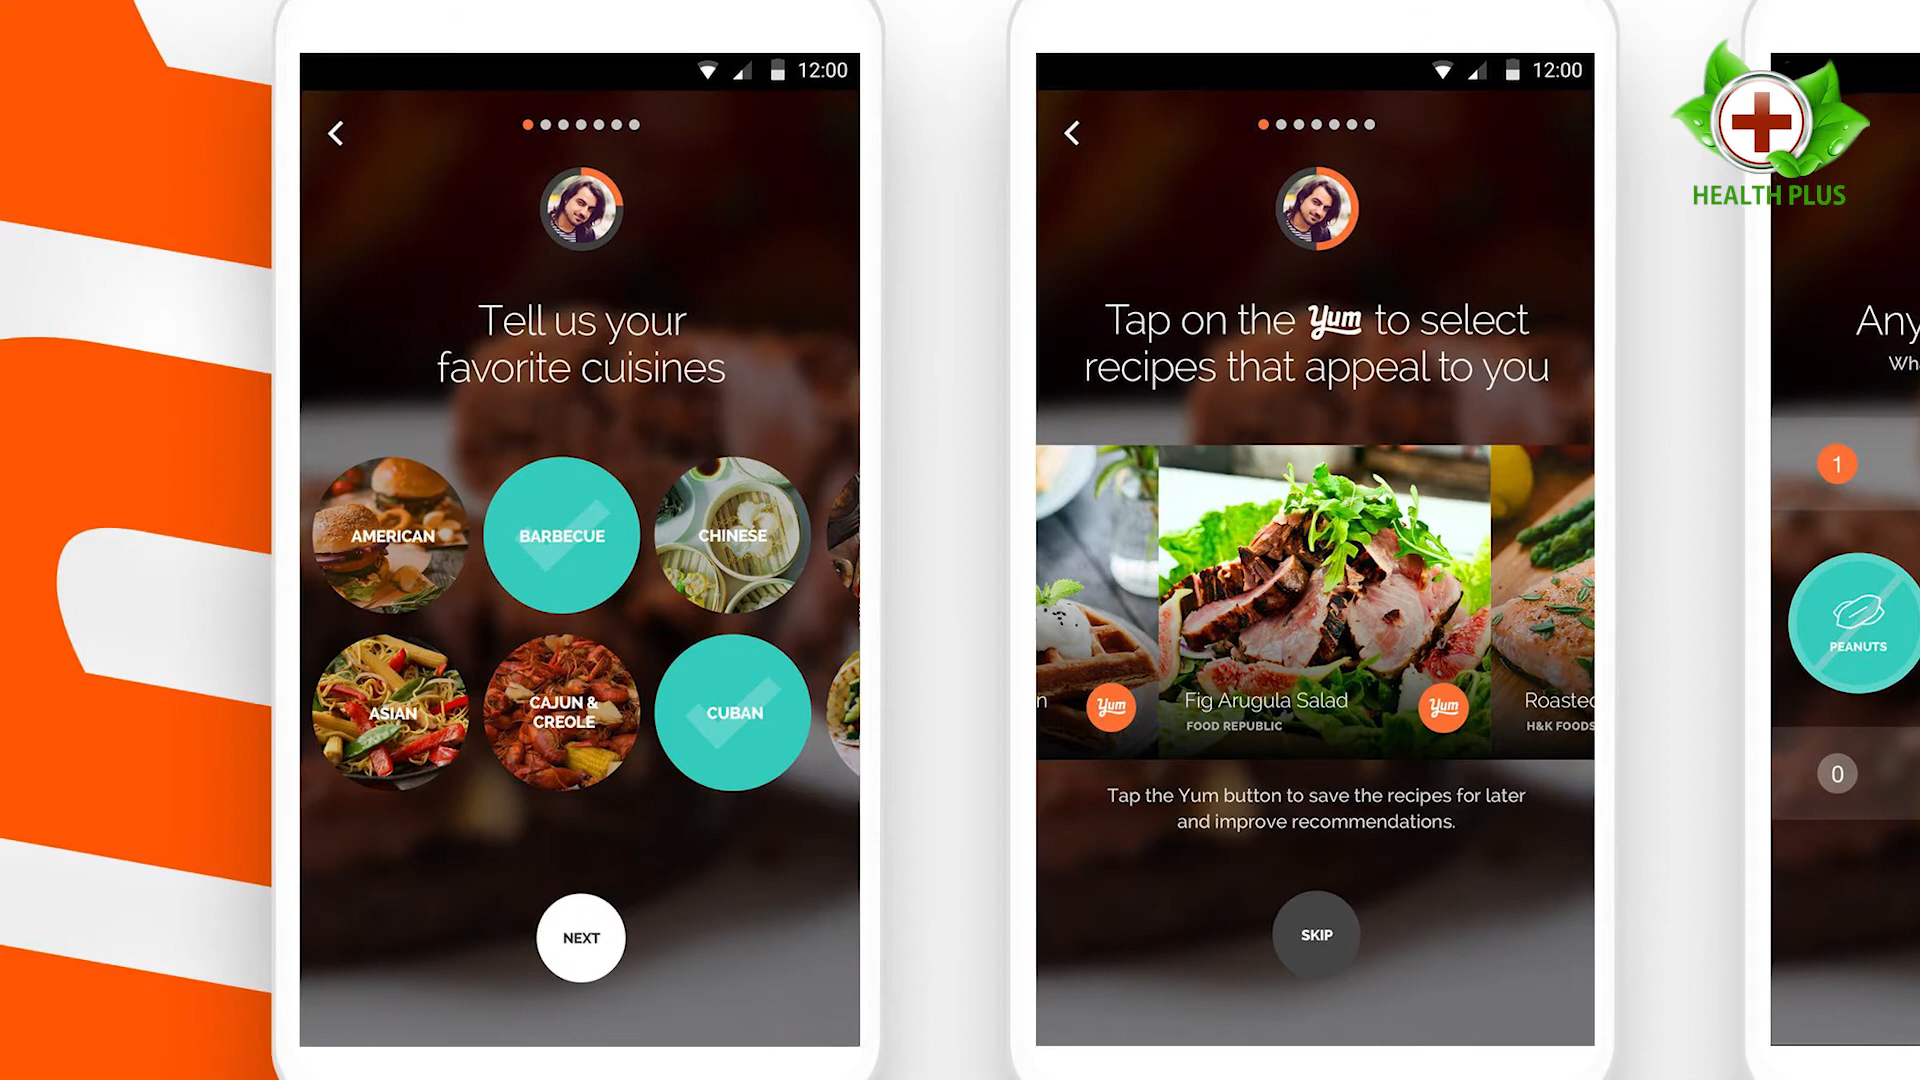 12:00
Tell us your
favorite cuisines
AMERICAN
BARBECUE
CHINESE
ASIAN
CAJUN &
CREOLE
CUBAN
NEXT
12:00
Tap on the Yum to select
recipes that appeal to you
n
Yum
Fig Arugula Salad
FOOD REPUBLIC
Yum
Roasted
H&K FOODS
Tap the Yum button to save the recipes for later
and improve recommendations.
SKIP
HEALTH PLUS
Any
Wha
1
PEANUTS
0